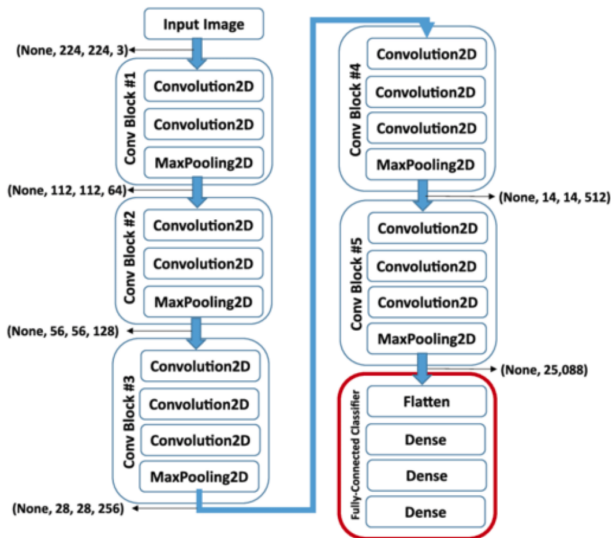 Input Image
(None, 224, 224, 3)
Conv Block #1
Convolution2D
Convolution2D
MaxPooling2D
(None, 112, 112, 64)
Conv Block #2
Convolution2D
Convolution2D
MaxPooling2D
(None, 56, 56, 128)
Conv Block #3
Convolution2D
Convolution2D
Convolution2D
MaxPooling2D
(None, 28, 28, 256)
Conv Block #4
Convolution2D
Convolution2D
Convolution2D
MaxPooling2D
(None, 14, 14, 512)
Conv Block #5
Convolution2D
Convolution2D
Convolution2D
MaxPooling2D
(None, 25,088)
Fully-Connected Classifier
Flatten
Dense
Dense
Dense